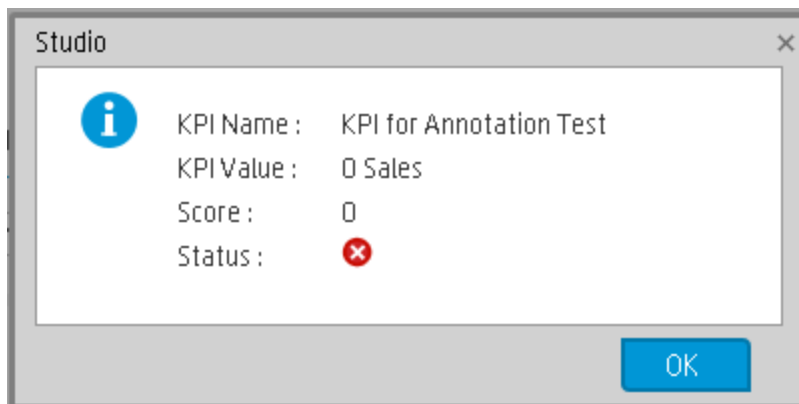 Studio
KPI Name : KPI for Annotation Test
KPI Value : 0 Sales
Score : 0
Status :
OK